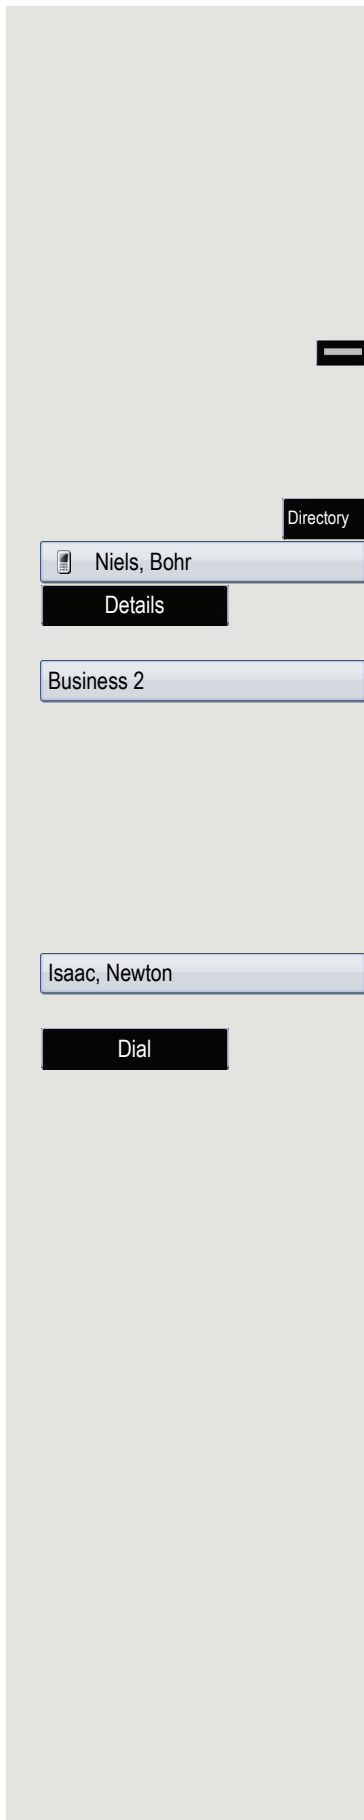 Directory
Niels, Bohr
Details
Business 2
Isaac, Newton
Dial